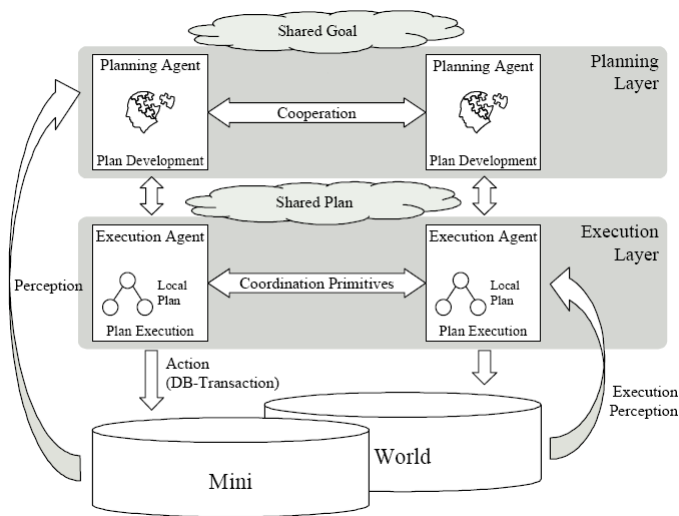 Shared Goal
Planning Agent
Planning Agent
Planning
Layer
Cooperation
Plan Development
Plan Development
Shared Plan
Execution Agent
Execution Agent
Execution
Layer
Perception
Local
Plan
Coordination Primitives
Local
Plan
Plan Execution
Plan Execution
Action
(DB-Transaction)
Execution
Perception
World
Mini